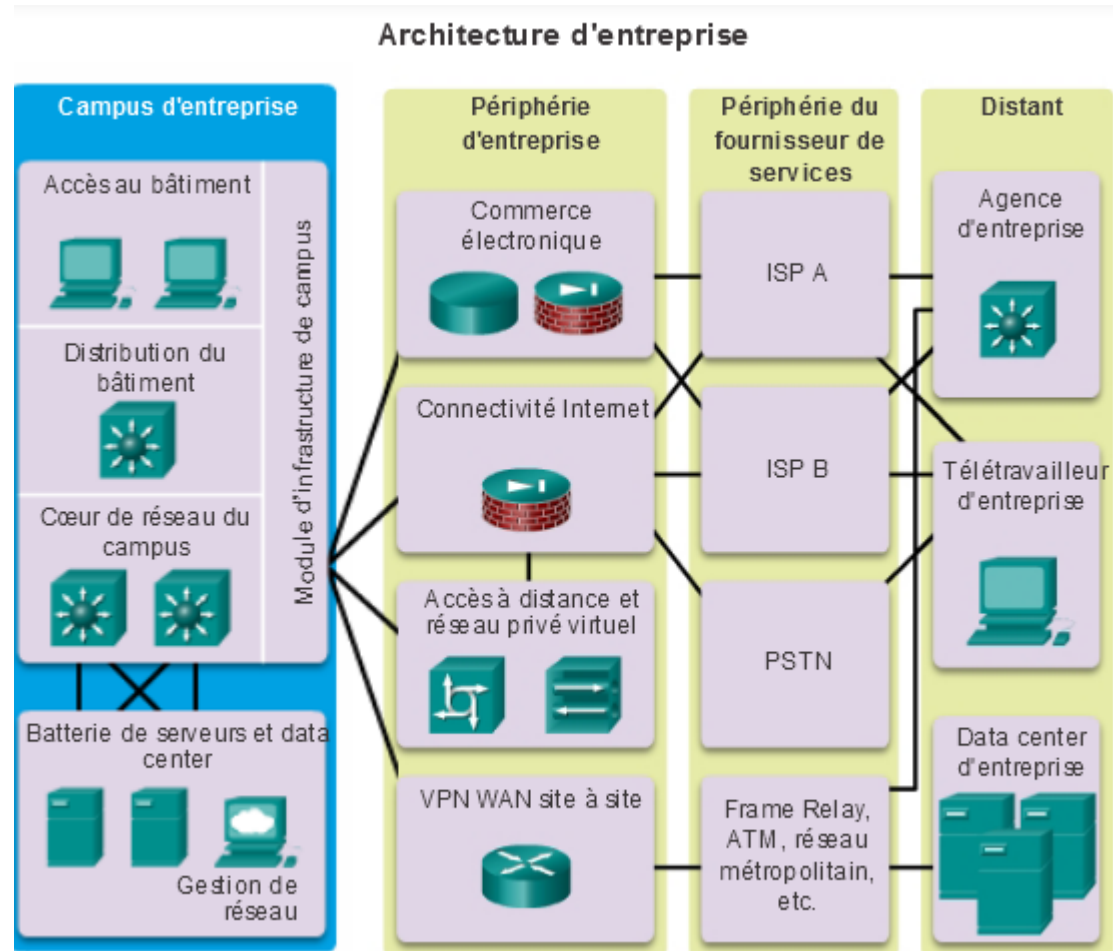 Architecture d'entreprise
Campus d'entreprise
Accès au bâtiment
Distribution du
bâtiment
Cœur de réseau du
campus
Module d'infrastructure de campus
Batterie de serveurs et data
center
Gestion de
réseau
Périphérie
d'entreprise
Commerce
électronique
Connectivité Internet
Accès à distance et
réseau privé virtuel
VPN WAN site à site
Périphérie du
fournisseur de
services
ISP A
ISP B
PSTN
Frame Relay,
ATM, réseau
métropolitain,
etc.
Distant
Agence
d'entreprise
Télétravailleur
d'entreprise
Data center
d'entreprise